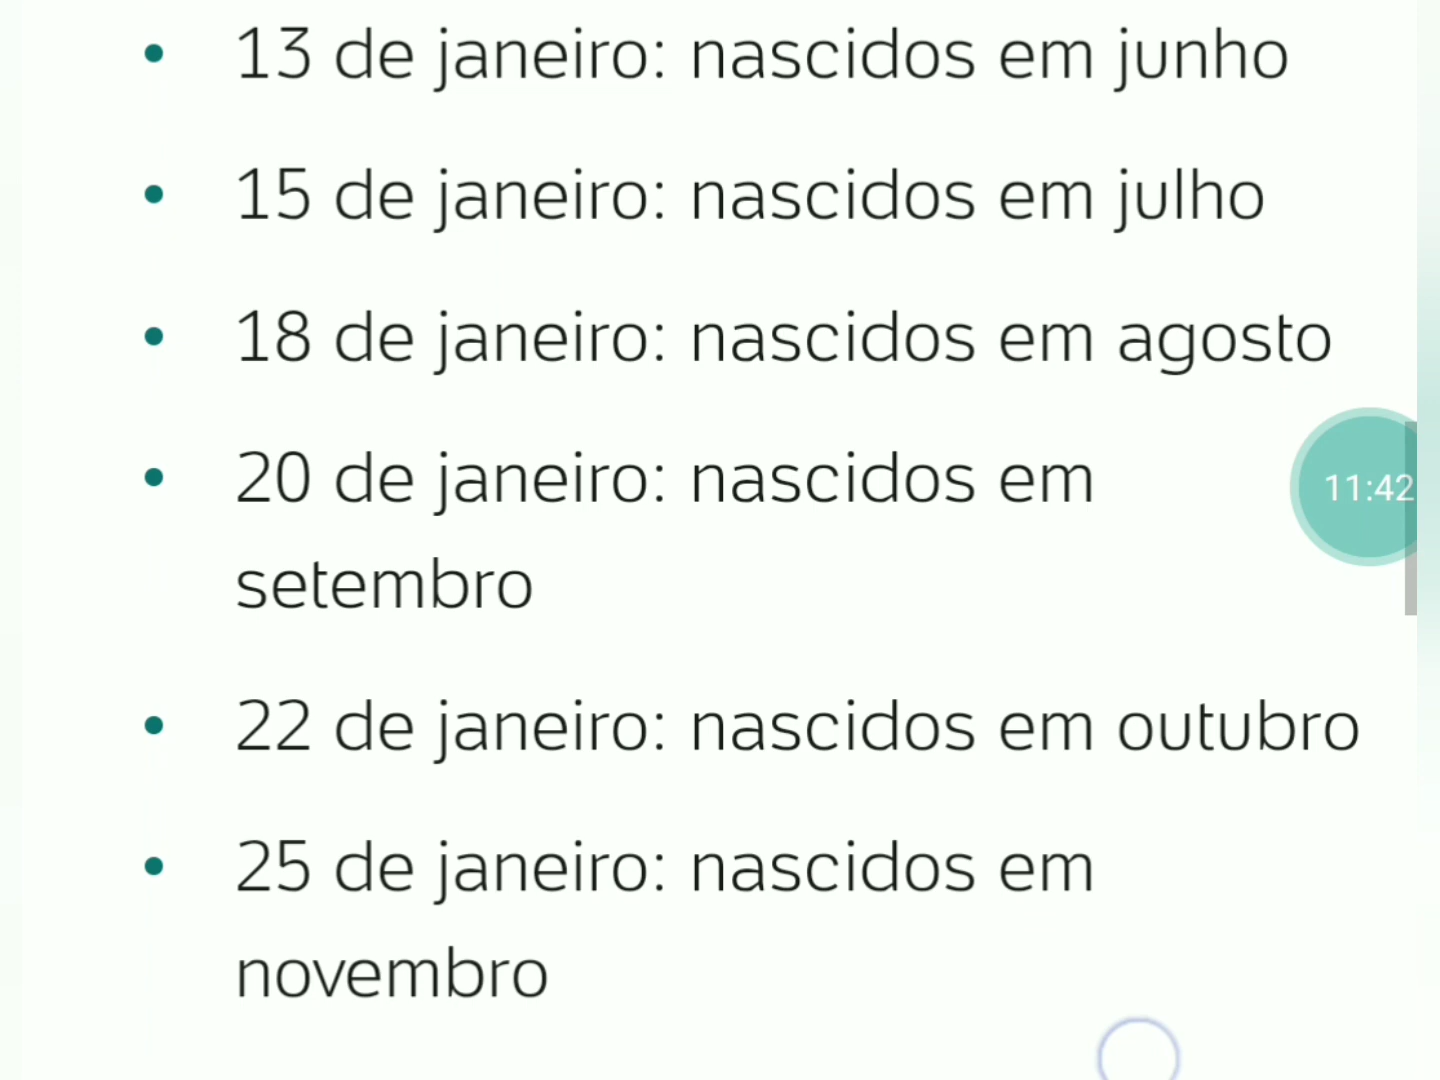 • 13 de janeiro: nascidos em junho
• 15 de janeiro: nascidos em julho
• 18 de janeiro: nascidos em agosto
• 20 de janeiro: nascidos em
setembro
11:42
• 22 de janeiro: nascidos em outubro
• 25 de janeiro: nascidos em
novembro